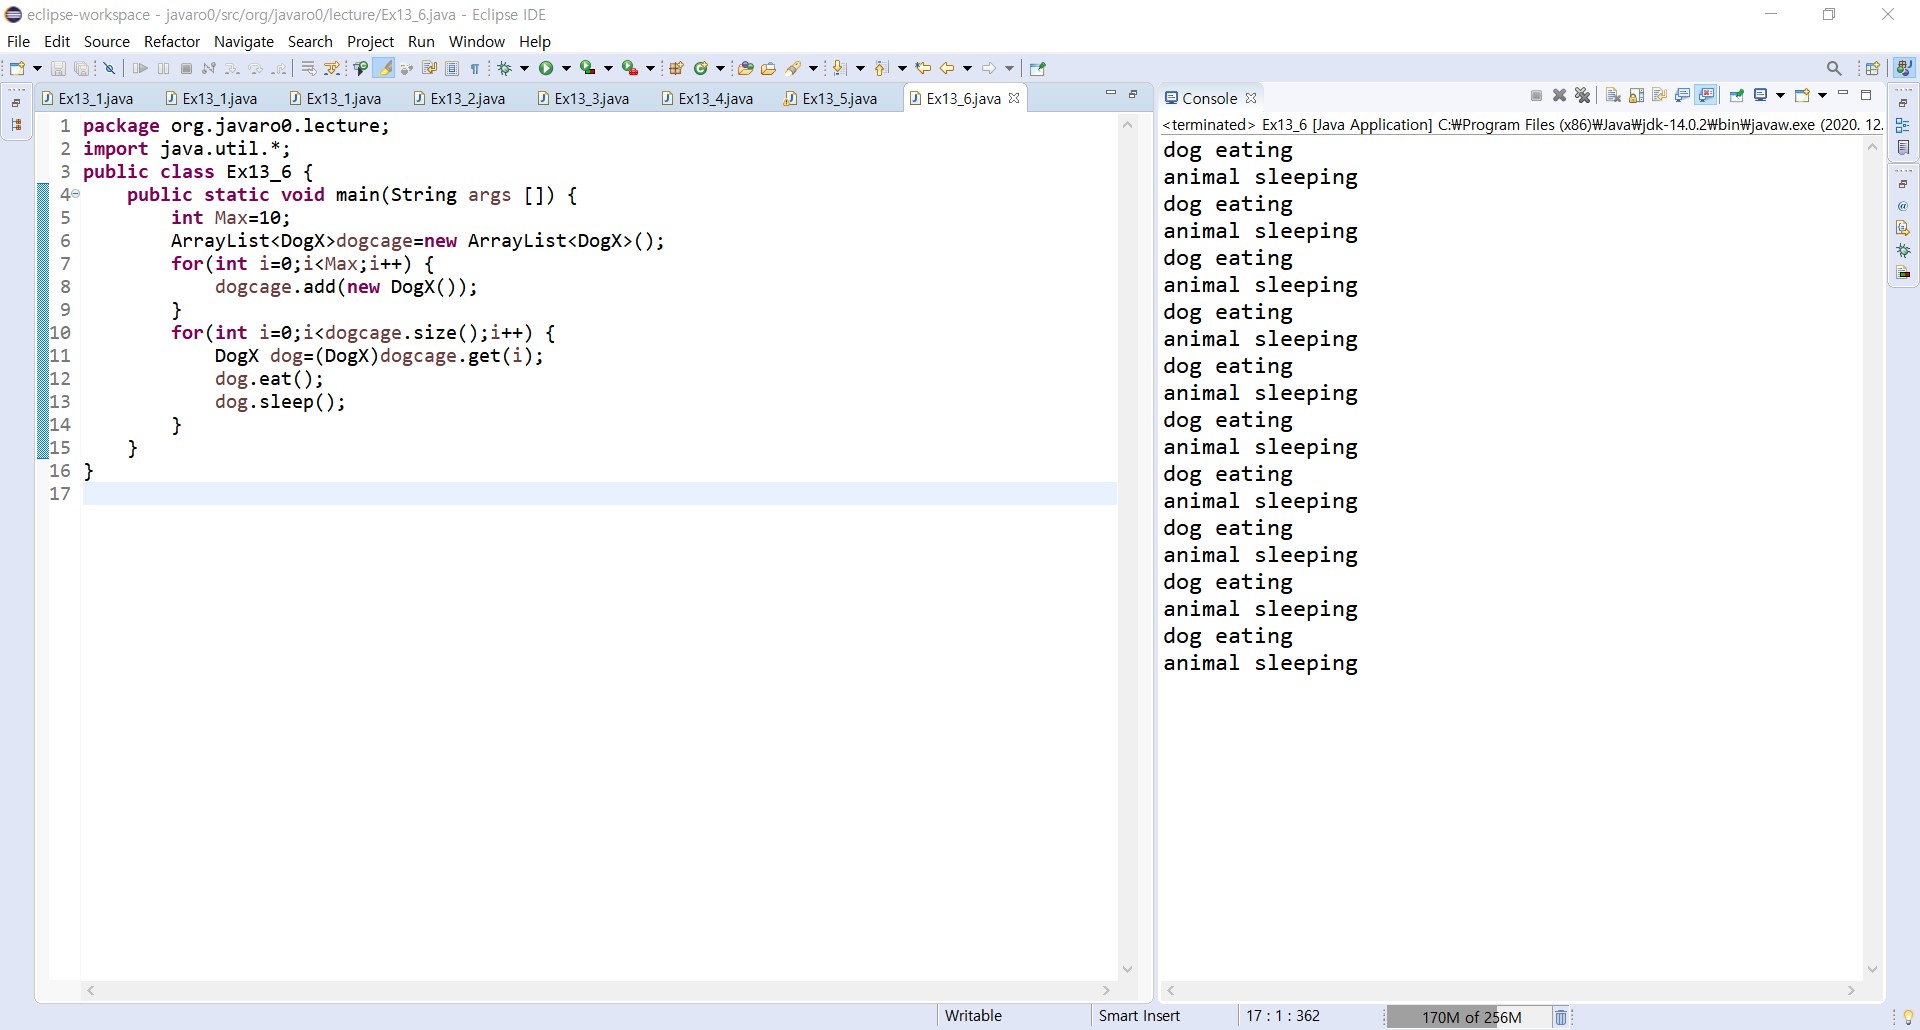 eclipse-workspace - javaro0/src/org/javaro0/lecture/Ex13_6.java - Eclipse IDE
File Edit Source Refactor Navigate Search Project Run Window Help
Ex13_1.java Ex13_1.java Ex13_1.java Ex13_2.java Ex13_3.java Ex13_4.java Ex13_5.java Ex13_6.java
1 package org.javaro0.lecture;
2 import java.util.*;
3 public class Ex13_6 {
4 public static void main(String args []) {
5 int Max=10;
6 ArrayList<DogX>dogcage=new ArrayList<DogX>();
7 for(int i=0;i<Max;i++) {
8 dogcage.add(new DogX());
9 }
10 for(int i=0;i<dogcage.size();i++) {
11 DogX dog=(DogX)dogcage.get(i);
12 dog.eat();
13 dog.sleep();
14 }
15 }
16 }
17
Console
<terminated> Ex13_6 [Java Application] C:₩Program Files (x86)₩Java₩jdk-14.0.2₩bin₩javaw.exe (2020. 12.
dog eating
animal sleeping
dog eating
animal sleeping
dog eating
animal sleeping
dog eating
animal sleeping
dog eating
animal sleeping
dog eating
animal sleeping
dog eating
animal sleeping
dog eating
animal sleeping
dog eating
animal sleeping
dog eating
animal sleeping
Writable Smart Insert 17 : 1 : 362 170M of 256M